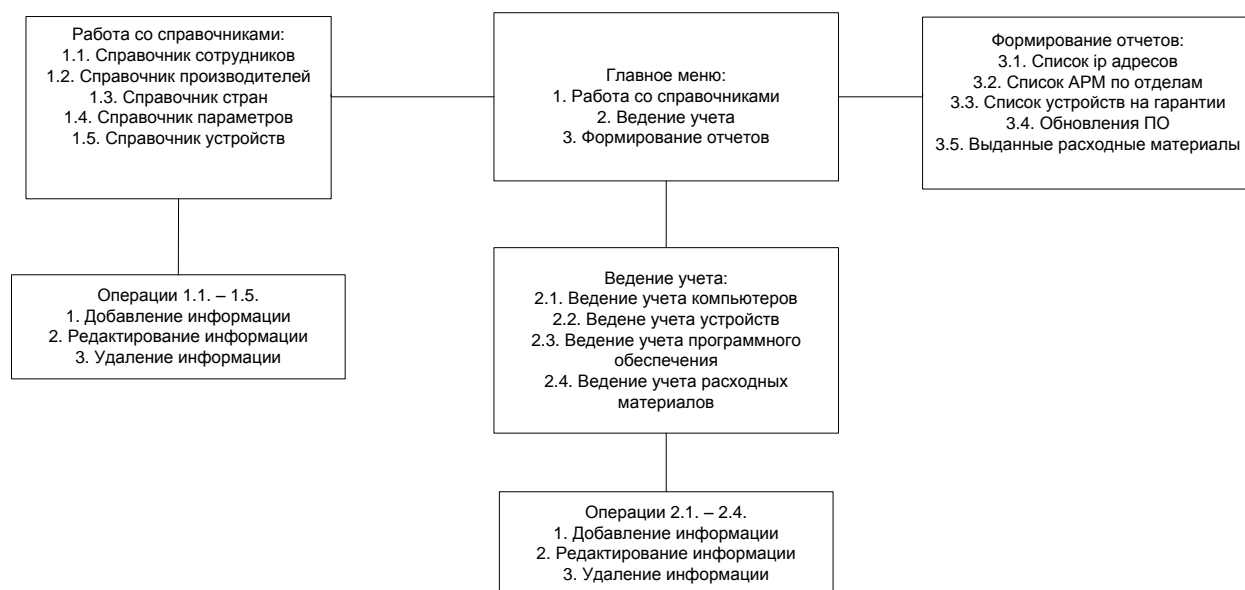 Работа со справочниками:
1.1. Справочник сотрудников
1.2. Справочник производителей
1.3. Справочник стран
1.4. Справочник параметров
1.5. Справочник устройств
Главное меню:
1. Работа со справочниками
2. Ведение учета
3. Формирование отчетов
Формирование отчетов:
3.1. Список ip адресов
3.2. Список АРМ по отделам
3.3. Список устройств на гарантии
3.4. Обновления ПО
3.5. Выданные расходные материалы
Операции 1.1. – 1.5.
1. Добавление информации
2. Редактирование информации
3. Удаление информации
Ведение учета:
2.1. Ведение учета компьютеров
2.2. Ведене учета устройств
2.3. Ведение учета программного
обеспечения
2.4. Ведение учета расходных
материалов
Операции 2.1. – 2.4.
1. Добавление информации
2. Редактирование информации
3. Удаление информации